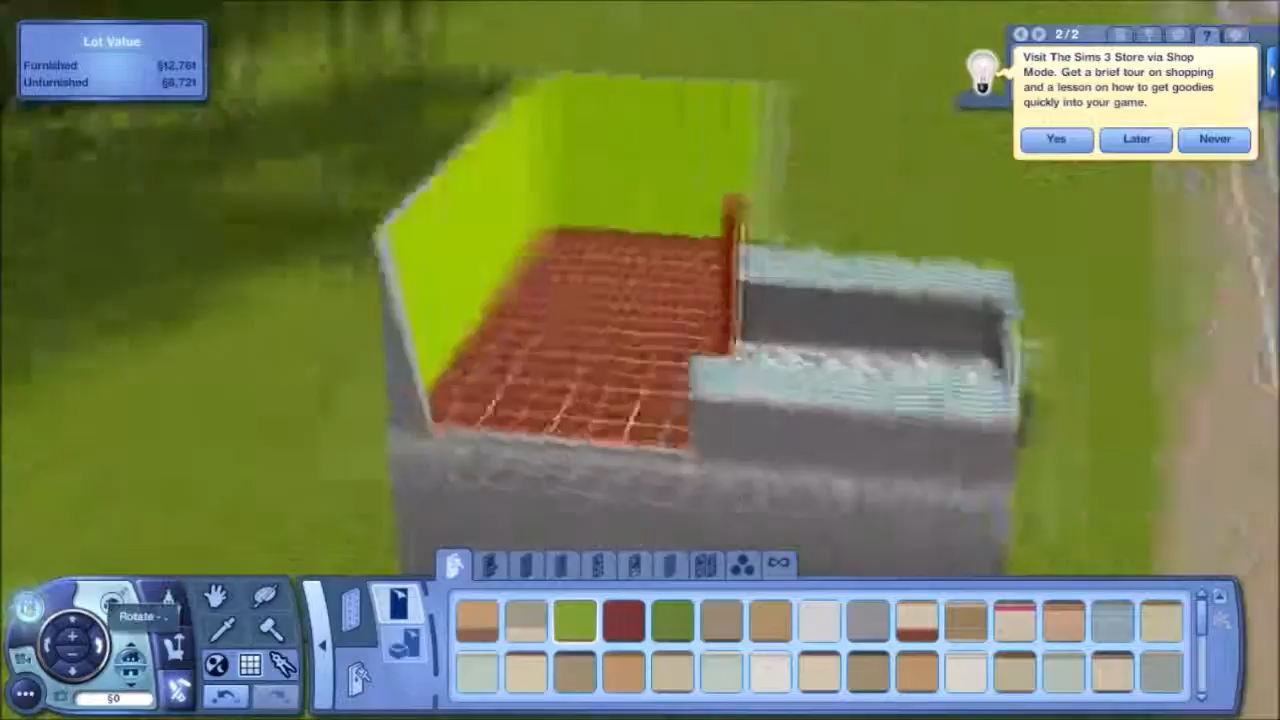 Lot Value
Furnished §12,761
Unfurnished §6,721
2/2
?
Visit The Sims 3 Store via Shop
Mode. Get a brief tour on shopping
and a lesson on how to get goodies
quickly into your game.
Yes Later Never
Rotate - .
§0